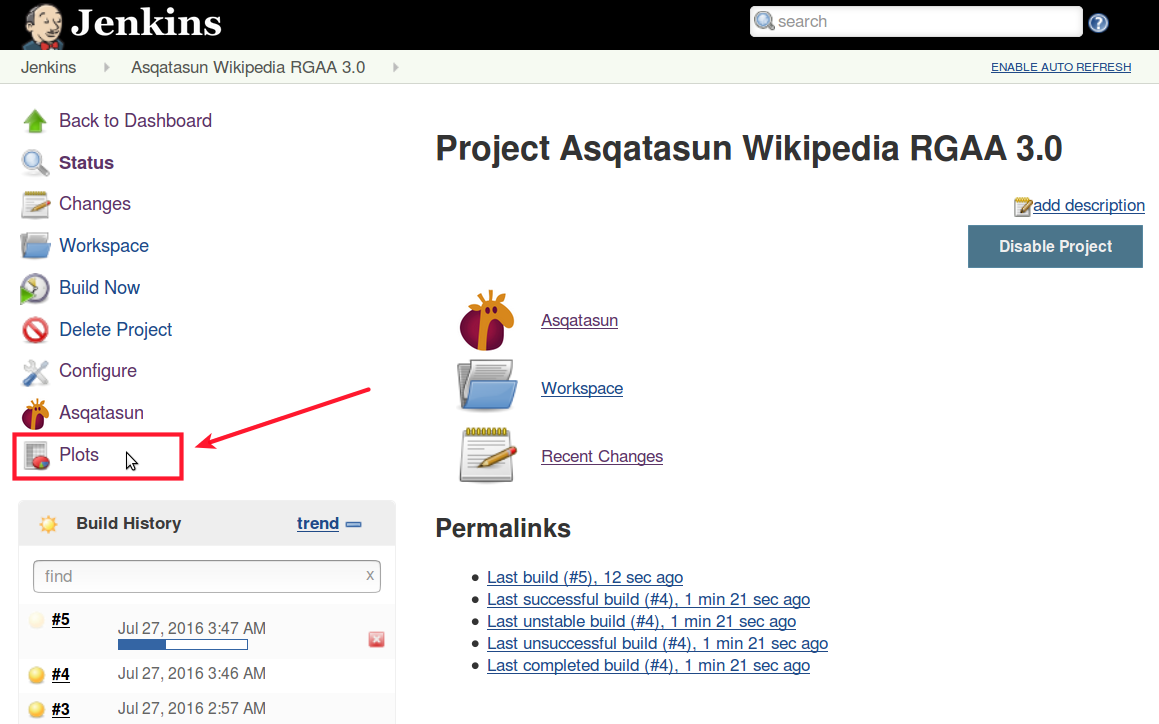 Jenkins
search
Jenkins
Asqatasun Wikipedia RGAA 3.0
ENABLE AUTO REFRESH
Back to Dashboard
Status
Changes
Workspace
Build Now
Delete Project
Configure
Asqatasun
Plots
Build History
trend
find
x
#5
Jul 27, 2016 3:47 AM
#4
Jul 27, 2016 3:46 AM
#3
Jul 27, 2016 2:57 AM
Project Asqatasun Wikipedia RGAA 3.0
add description
Disable Project
Asqatasun
Workspace
Recent Changes
Permalinks
Last build (#5), 12 sec ago
Last successful build (#4), 1 min 21 sec ago
Last unstable build (#4), 1 min 21 sec ago
Last unsuccessful build (#4), 1 min 21 sec ago
Last completed build (#4), 1 min 21 sec ago